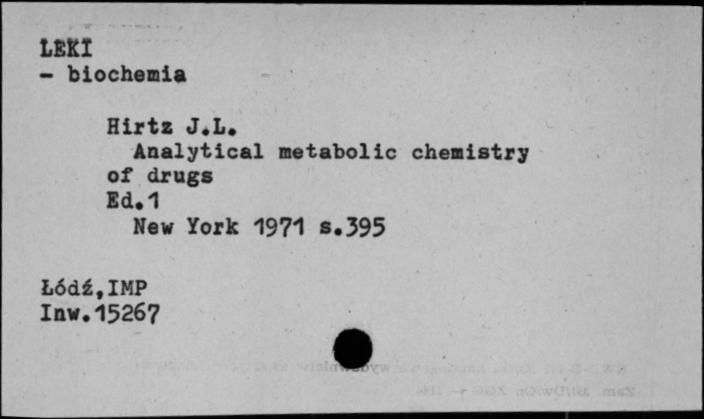 LEKI
- biochemia
Hirtz J.L.
Analytical metabolic chemistry
of drugs
Ed.1
New York 1971 s.395
Łódź,IMP
Inw.15267